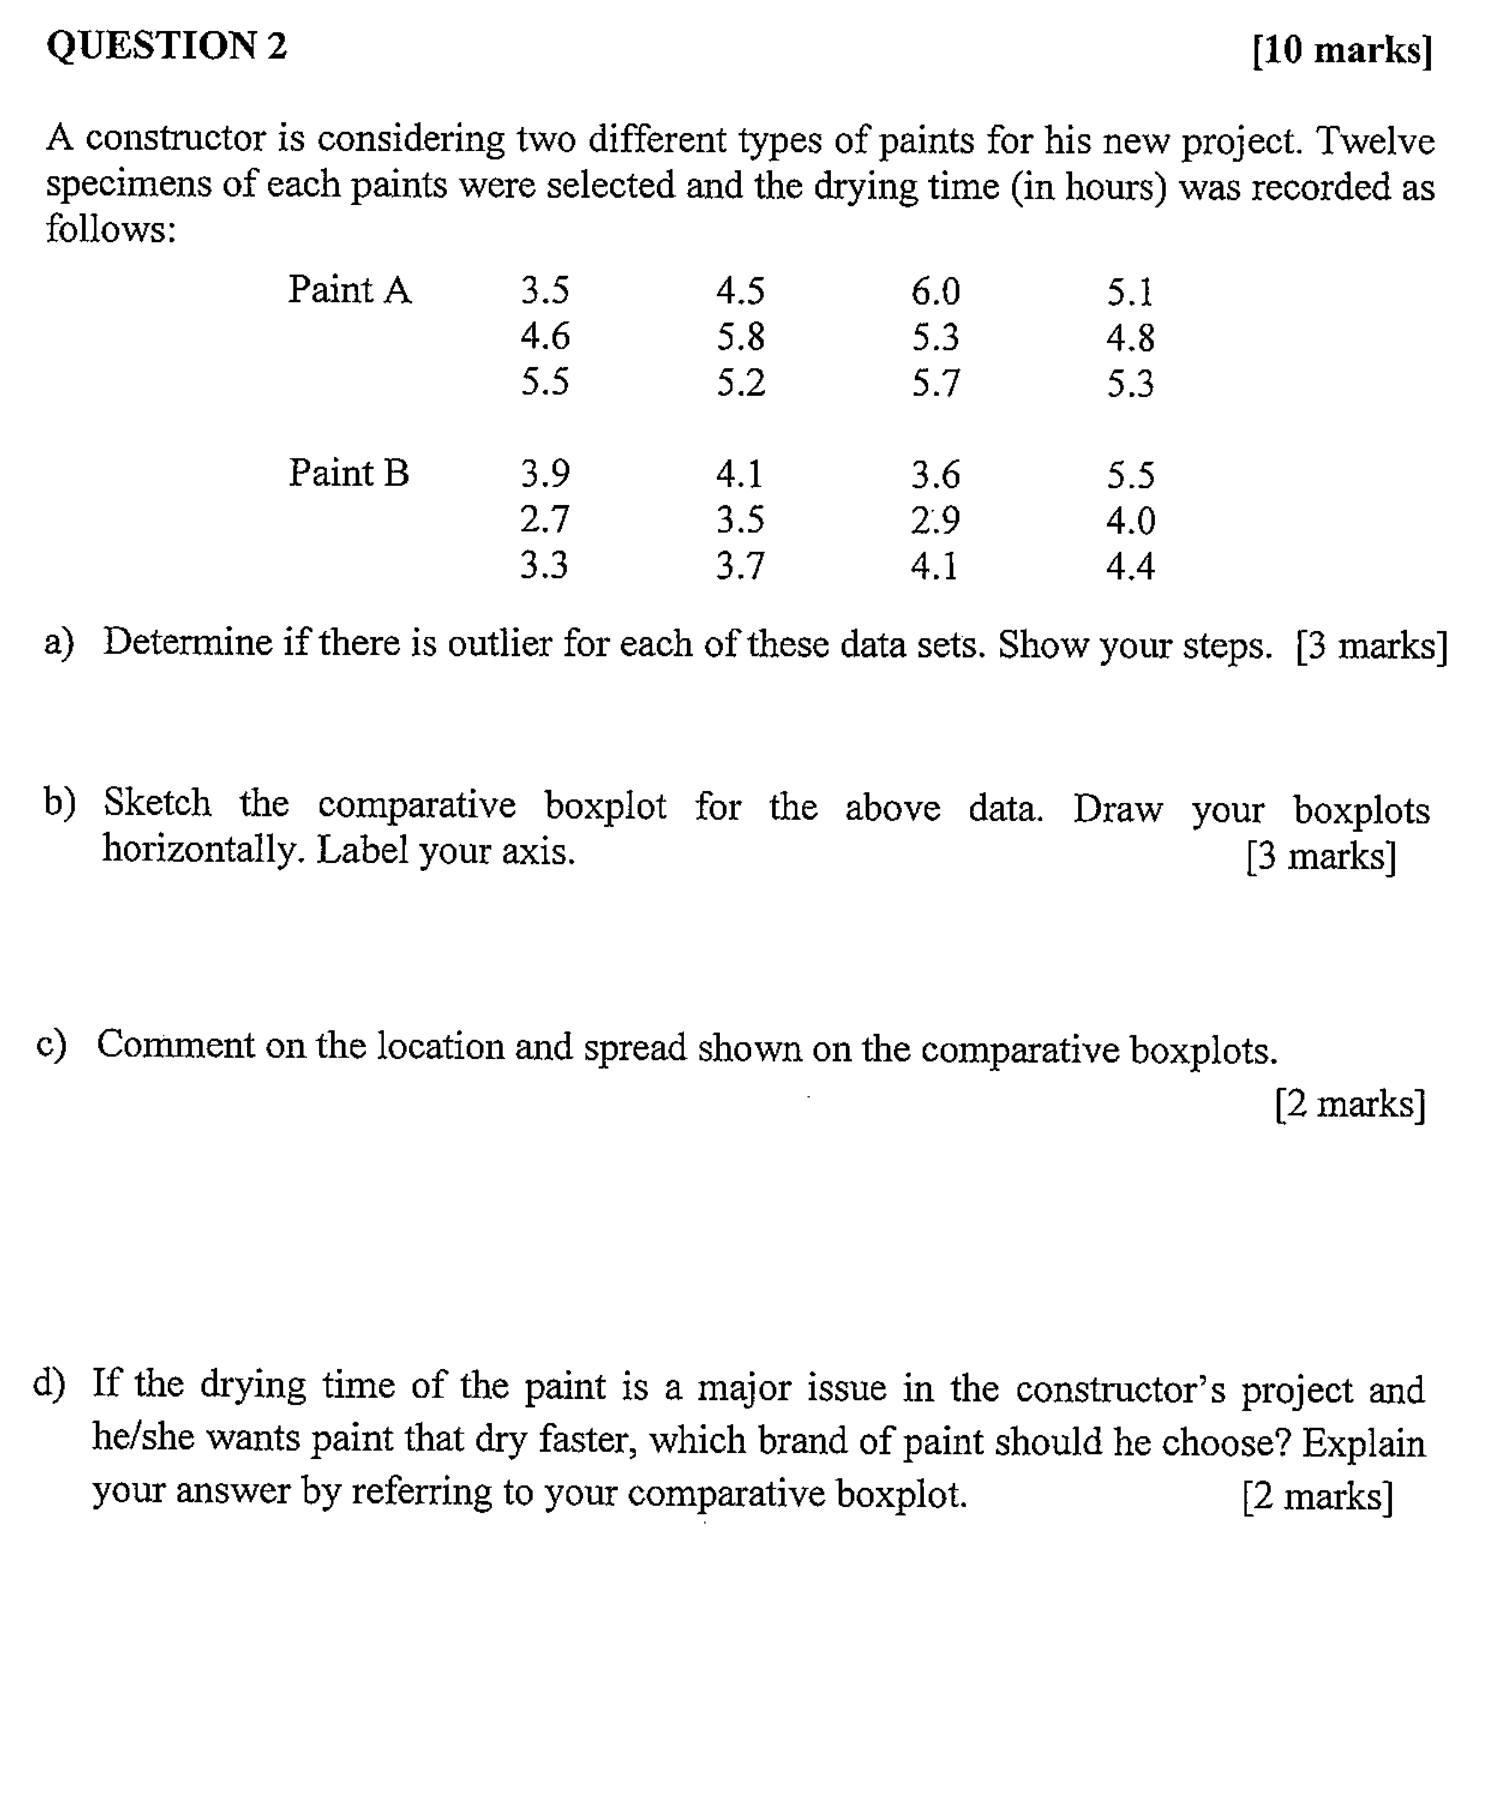 QUESTION 2 [10 marks]
A constructor is considering two different types of paints for his new project. Twelve
specimens of each paints were selected and the drying time (in hours) was recorded as
follows:
Paint A 3.5 4.5 6.0 5.1
4.6 5.8 5.3 4.8
5.5 5.2 5.7 5.3
Paint B 3.9 4.1 3.6 5.5
2.7 3.5 2.9 4.0
3.3 3.7 4.1 4.4
a) Determine if there is outlier for each of these data sets. Show your steps. [3 marks]
b) Sketch the comparative boxplot for the above data. Draw your boxplots
horizontally. Label your axis. [3 marks]
c) Comment on the location and spread shown on the comparative boxplots.
[2 marks]
d) If the drying time of the paint is a major issue in the constructor's project and
he/she wants paint that dry faster, which brand of paint should he choose? Explain
your answer by referring to your comparative boxplot. [2 marks]